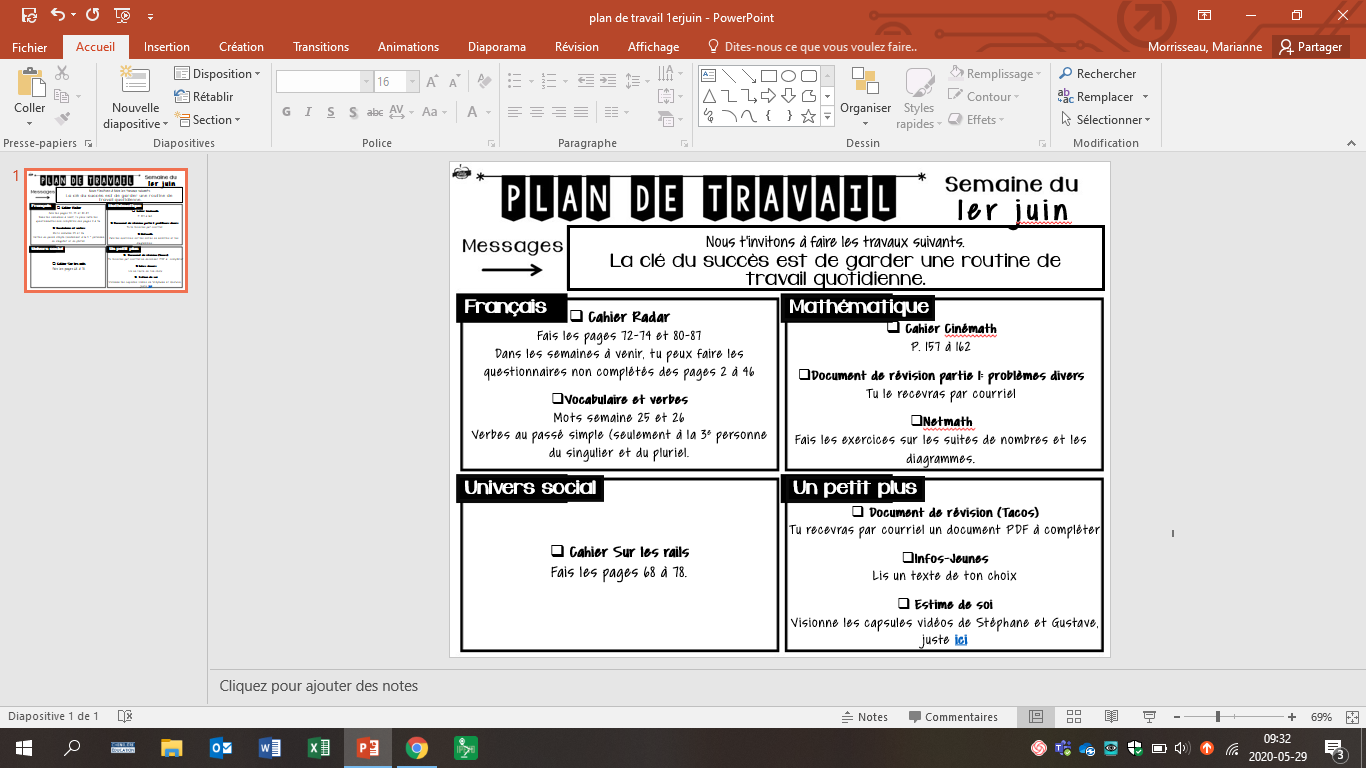 plan de travail 1erjuin - PowerPoint
Fichier Accueil Insertion Création Transitions Animations Diaporama Révision Affichage Dites-nous ce que vous voulez faire.. Morrisseau, Marianne Partager
Coller
Presse-papiers
Nouvelle diapositive
Disposition
Rétablir
Section
Diapositives
16
G I S S abc AV Aa A
Police
Paragraphe
Organiser
Styles rapides
Remplissage
Contour
Effets
Dessin
Rechercher
Remplacer
Sélectionner
Modification
1
PLAN DE TRAVAIL
Semaine du
1er juin
Messages
Nous t'invitons à faire les travaux suivants.
La clé du succès est de garder une routine de
travail quotidienne.
Français
Cahier Radar
Fais les pages 72-74 et 80-87
Dans les semaines à venir, tu peux faire les
questionnaires non complétés des pages 2 à 46
Vocabulaire et verbes
Mots semaine 25 et 26
Verbes au passé simple (seulement à la 3e personne
du singulier et du pluriel.
Mathématique
Cahier Cinémath
P. 157 à 162
Document de révision partie 1: problèmes divers
Tu le recevras par courriel
Netmath
Fais les exercices sur les suites de nombres et les
diagrammes.
Univers social
Cahier Sur les rails
Fais les pages 68 à 78.
Un petit plus
Document de révision (Tacos)
Tu recevras par courriel un document PDF à compléter
Infos-Jeunes
Lis un texte de ton choix
Estime de soi
Visionne les capsules vidéos de Stéphane et Gustave,
juste ici
Cliquez pour ajouter des notes
Diapositive 1 de 1 Notes Commentaires 69%
09:32
2020-05-29
3